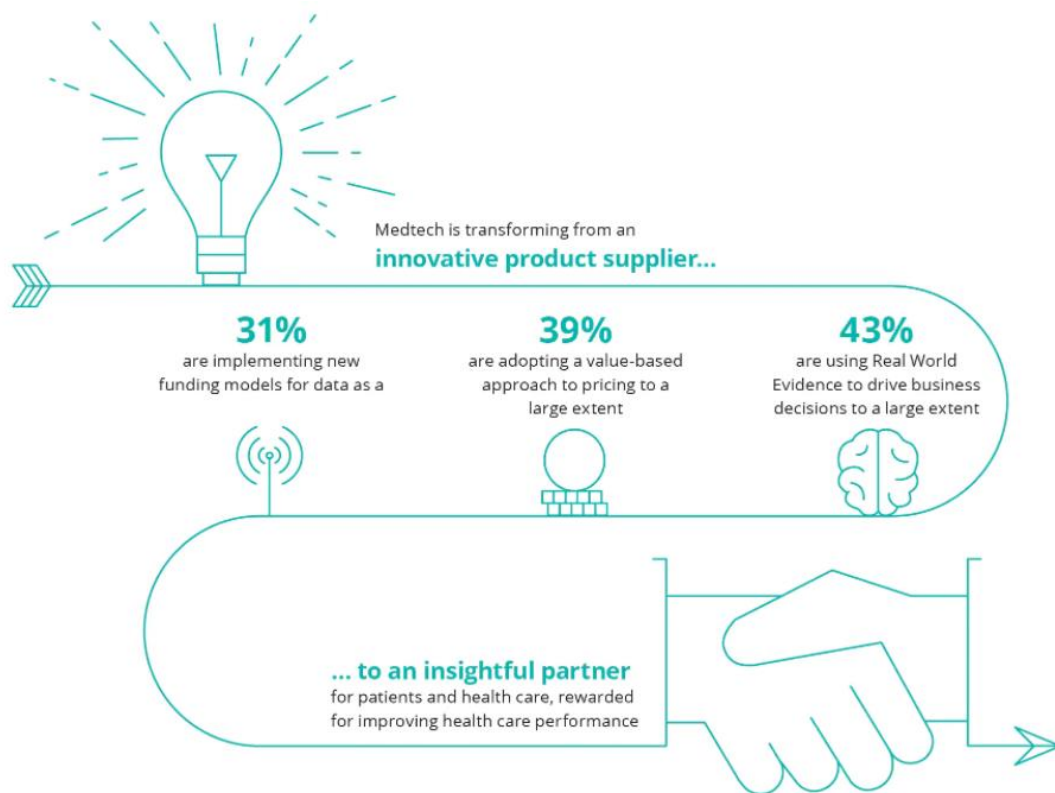 Medtech is transforming from an
innovative product supplier...
31%
are implementing new
funding models for data as a
39%
are adopting a value-based
approach to pricing to a
large extent
43%
are using Real World
Evidence to drive business
decisions to a large extent
... to an insightful partner
for patients and health care, rewarded
for improving health care performance